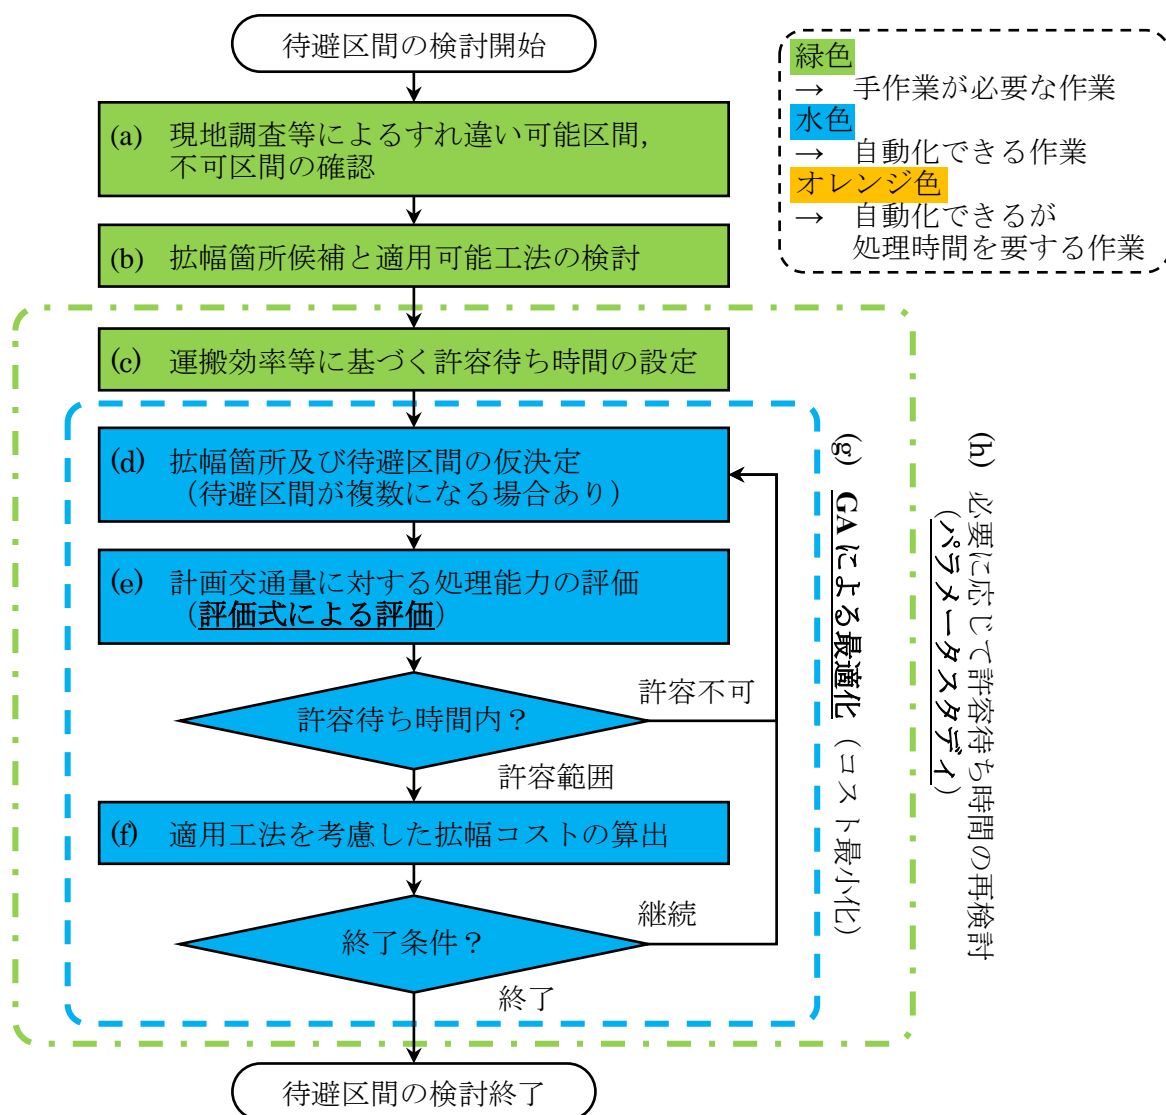 待避区間の検討開始
緑色
→ 手作業が必要な作業
水色
→ 自動化できる作業
オレンジ色
→ 自動化できるが
処理時間を要する作業
(a) 現地調査等によるすれ違い可能区間,
不可区間の確認
(b) 拡幅箇所候補と適用可能工法の検討
(c) 運搬効率等に基づく許容待ち時間の設定
(d) 拡幅箇所及び待避区間の仮決定
（待避区間が複数になる場合あり）
(e) 計画交通量に対する処理能力の評価
（評価式による評価）
許容待ち時間内？
許容不可
許容範囲
(f) 適用工法を考慮した拡幅コストの算出
終了条件？
継続
終了
待避区間の検討終了
(g) GAによる最適化（コスト最小化）
(h) 必要に応じて許容待ち時間の再検討
（パラメータスタディ）